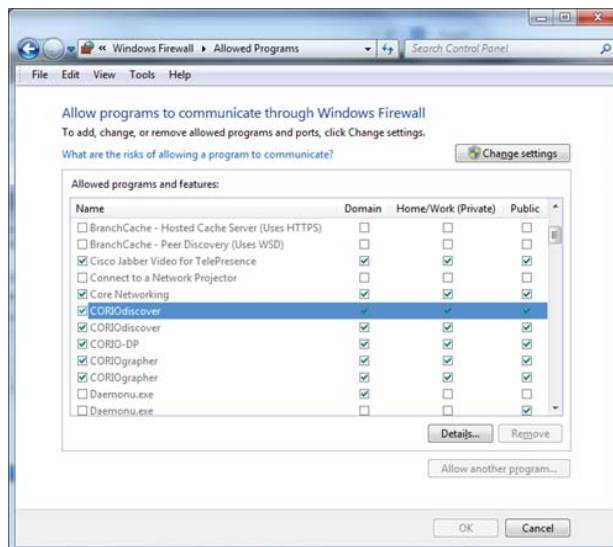 « Windows Firewall ▸ Allowed Programs
Search Control Panel
File Edit View Tools Help
Allow programs to communicate through Windows Firewall
To add, change, or remove allowed programs and ports, click Change settings.
What are the risks of allowing a program to communicate?
Change settings
Allowed programs and features:
Name Domain Home/Work (Private) Public
BranchCache - Hosted Cache Server (Uses HTTPS)
BranchCache - Peer Discovery (Uses WSD)
Cisco Jabber Video for TelePresence
Connect to a Network Projector
Core Networking
CORIOdiscover
CORIOdiscover
CORIO-DP
CORIOgrapher
CORIOgrapher
Daemonu.exe
Daemonu.exe
Details... Remove
Allow another program...
OK Cancel